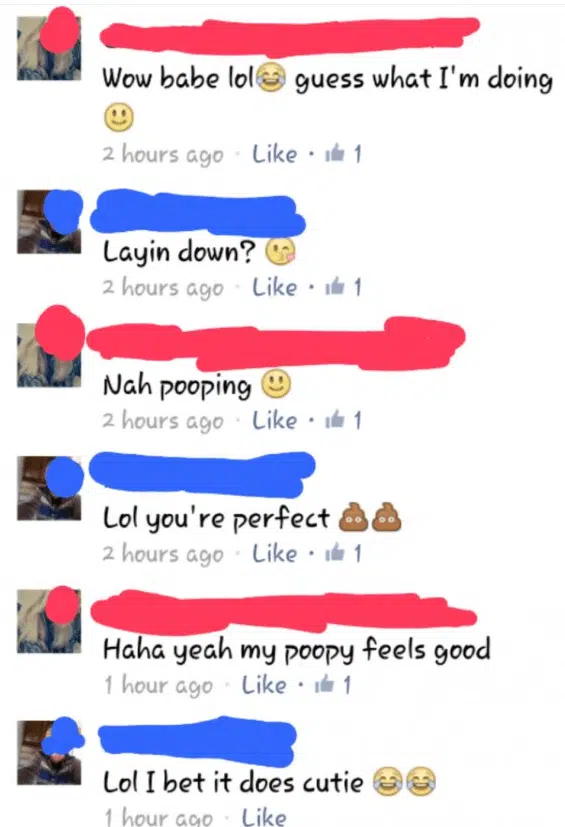 Wow babe lol😂 guess what I'm doing
🙂
2 hours ago · Like · 👍 1
Layin down? 😘
2 hours ago · Like · 👍 1
Nah pooping 🙂
2 hours ago · Like · 👍 1
Lol you're perfect 💩💩
2 hours ago · Like · 👍 1
Haha yeah my poopy feels good
1 hour ago · Like · 👍 1
Lol I bet it does cutie 😂😂
1 hour ago · Like